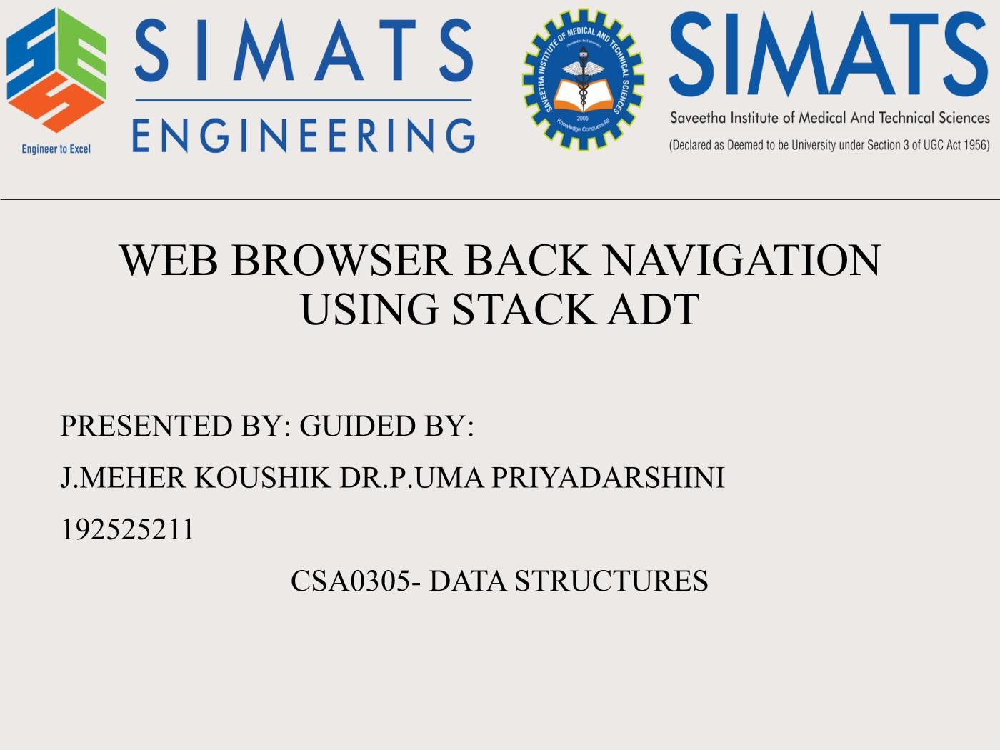 SIMATS
ENGINEERING
Engineer to Excel
SAVEETHA INSTITUTE OF MEDICAL AND TECHNICAL SCIENCES
(Deemed to be University)
2005
Knowledge Conquers All
SIMATS
Saveetha Institute of Medical And Technical Sciences
(Declared as Deemed to be University under Section 3 of UGC Act 1956)
WEB BROWSER BACK NAVIGATION
USING STACK ADT
PRESENTED BY: GUIDED BY:
J.MEHER KOUSHIK DR.P.UMA PRIYADARSHINI
192525211
CSA0305- DATA STRUCTURES